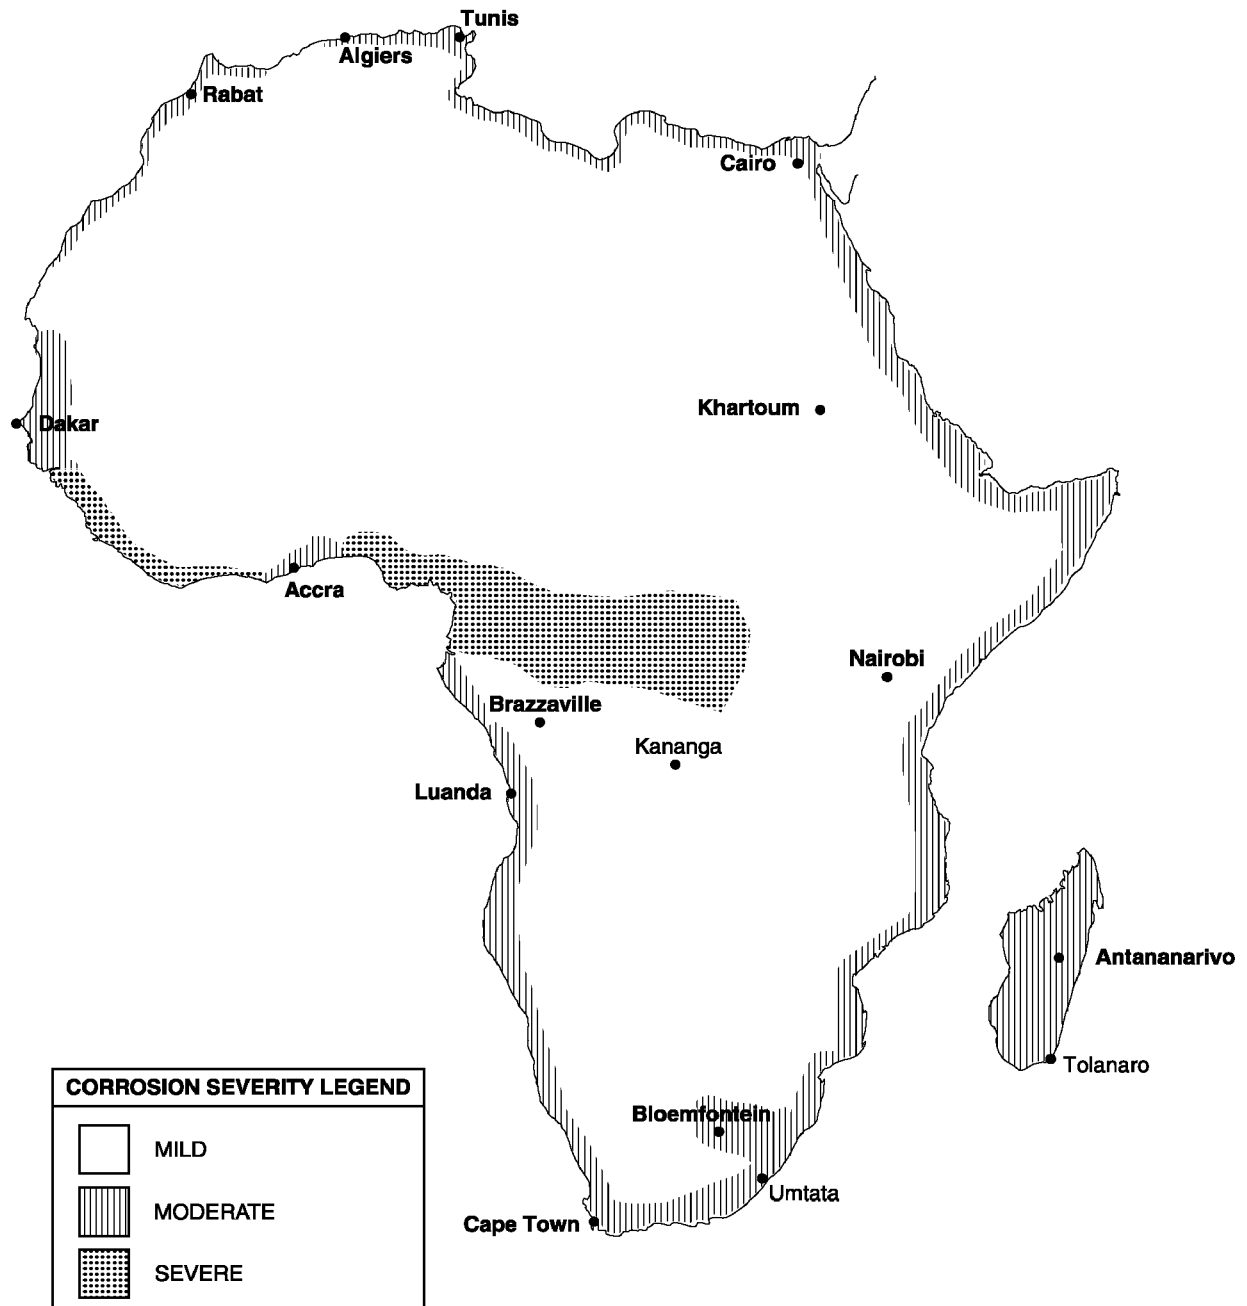 Tunis
Algiers
Rabat
Cairo
Khartoum
Dakar
Accra
Nairobi
Brazzaville
Kananga
Luanda
Antananarivo
Tolanaro
Bloemfontein
Umtata
Cape Town
CORROSION SEVERITY LEGEND
MILD
MODERATE
SEVERE